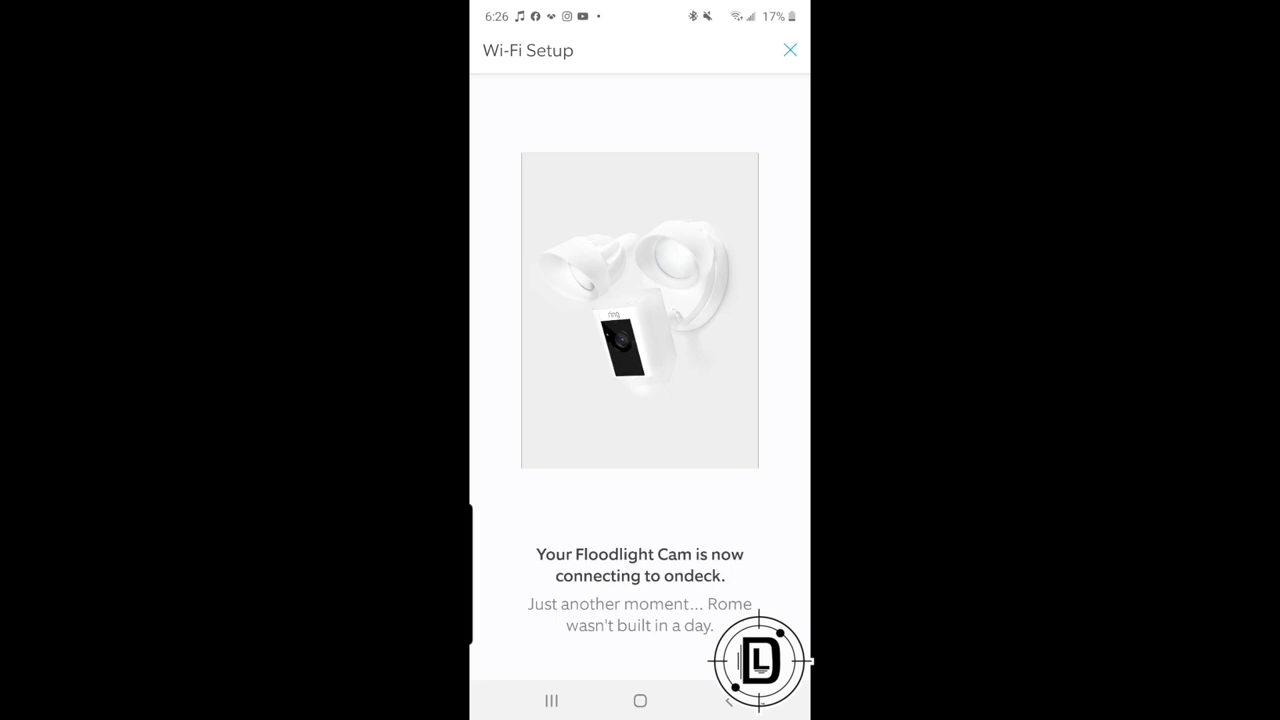 6:26
17%
Wi-Fi Setup
ring
Your Floodlight Cam is now
connecting to ondeck.
Just another moment... Rome
wasn't built in a day.
DL